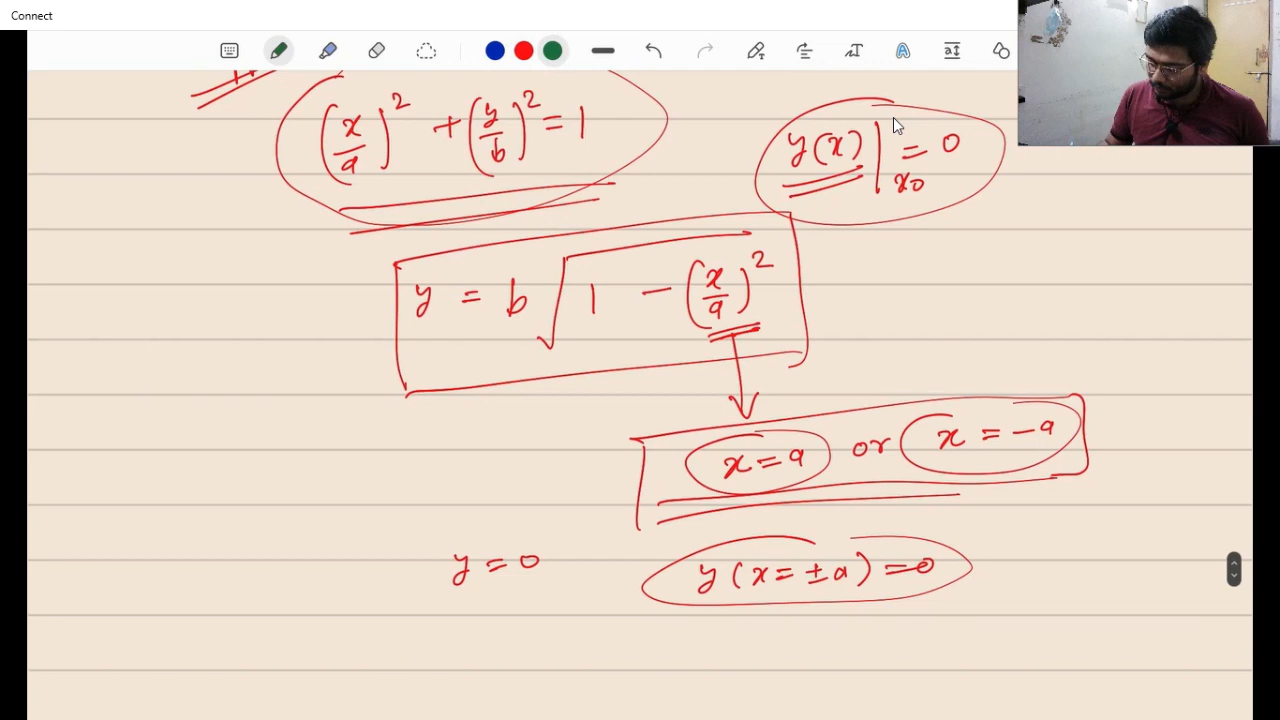 Connect
(x/a)² + (y/b)² = 1
y(x)|x0 = 0
y = b √1 - (x/a)²
x = a or x = -a
y = 0 y(x = ±a) = 0